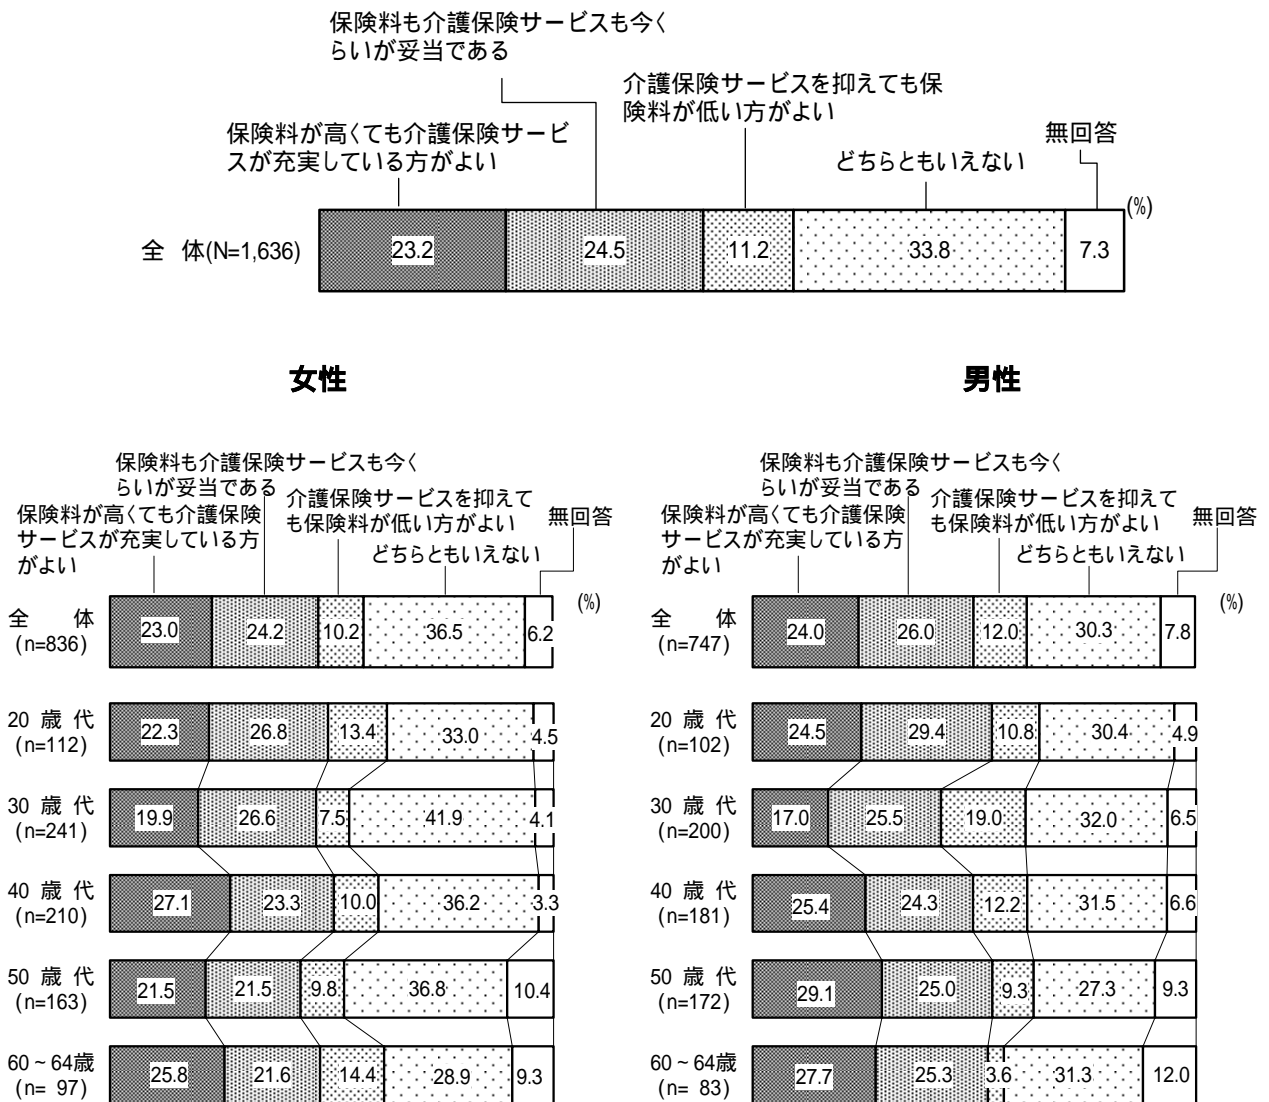 保険料も介護保険サービスも今く
らいが妥当である
介護保険サービスを抑えても保
険料が低い方がよい
保険料が高くても介護保険サービ
スが充実している方がよい
どちらともいえない
無回答
(%)
全 体(N=1,636)
23.2 24.5 11.2 33.8 7.3
女性
保険料も介護保険サービスも今く
らいが妥当である
保険料が高くても介護保険
サービスが充実している方
がよい
介護保険サービスを抑えて
も保険料が低い方がよい
どちらともいえない
無回答
(%)
全 体
(n=836)
23.0 24.2 10.2 36.5 6.2
20 歳 代
(n=112)
22.3 26.8 13.4 33.0 4.5
30 歳 代
(n=241)
19.9 26.6 7.5 41.9 4.1
40 歳 代
(n=210)
27.1 23.3 10.0 36.2 3.3
50 歳 代
(n=163)
21.5 21.5 9.8 36.8 10.4
60～64歳
(n= 97)
25.8 21.6 14.4 28.9 9.3
男性
保険料も介護保険サービスも今く
らいが妥当である
保険料が高くても介護保険
サービスが充実している方
がよい
介護保険サービスを抑えて
も保険料が低い方がよい
どちらともいえない
無回答
(%)
全 体
(n=747)
24.0 26.0 12.0 30.3 7.8
20 歳 代
(n=102)
24.5 29.4 10.8 30.4 4.9
30 歳 代
(n=200)
17.0 25.5 19.0 32.0 6.5
40 歳 代
(n=181)
25.4 24.3 12.2 31.5 6.6
50 歳 代
(n=172)
29.1 25.0 9.3 27.3 9.3
60～64歳
(n= 83)
27.7 25.3 3.6 31.3 12.0